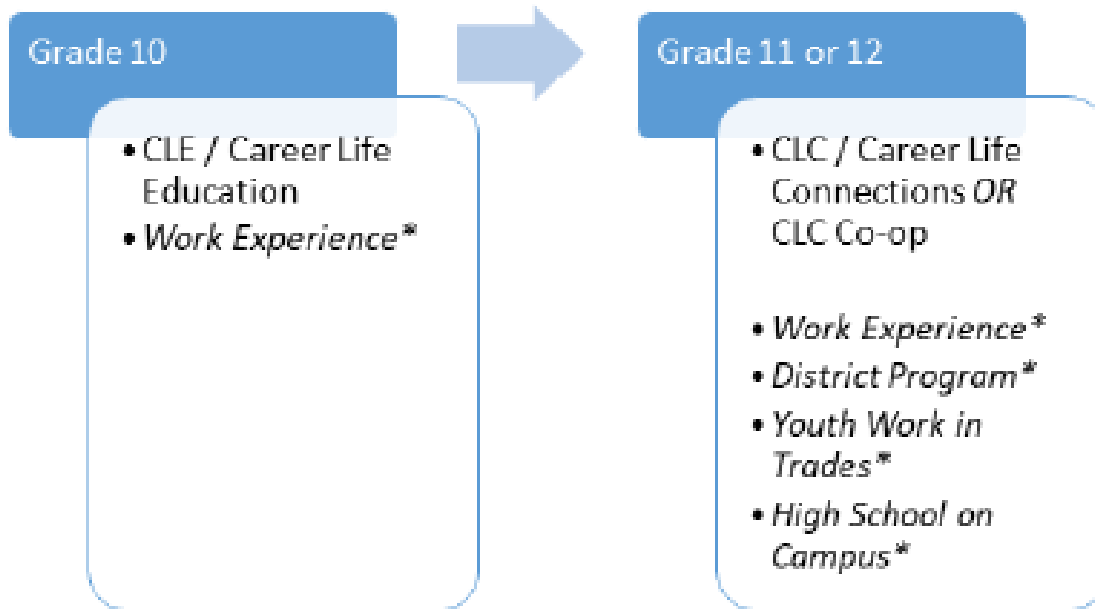 Grade 10
• CLE / Career Life
Education
• Work Experience*
Grade 11 or 12
• CLC / Career Life
Connections OR
CLC Co-op
• Work Experience*
• District Program*
• Youth Work in
Trades*
• High School on
Campus*